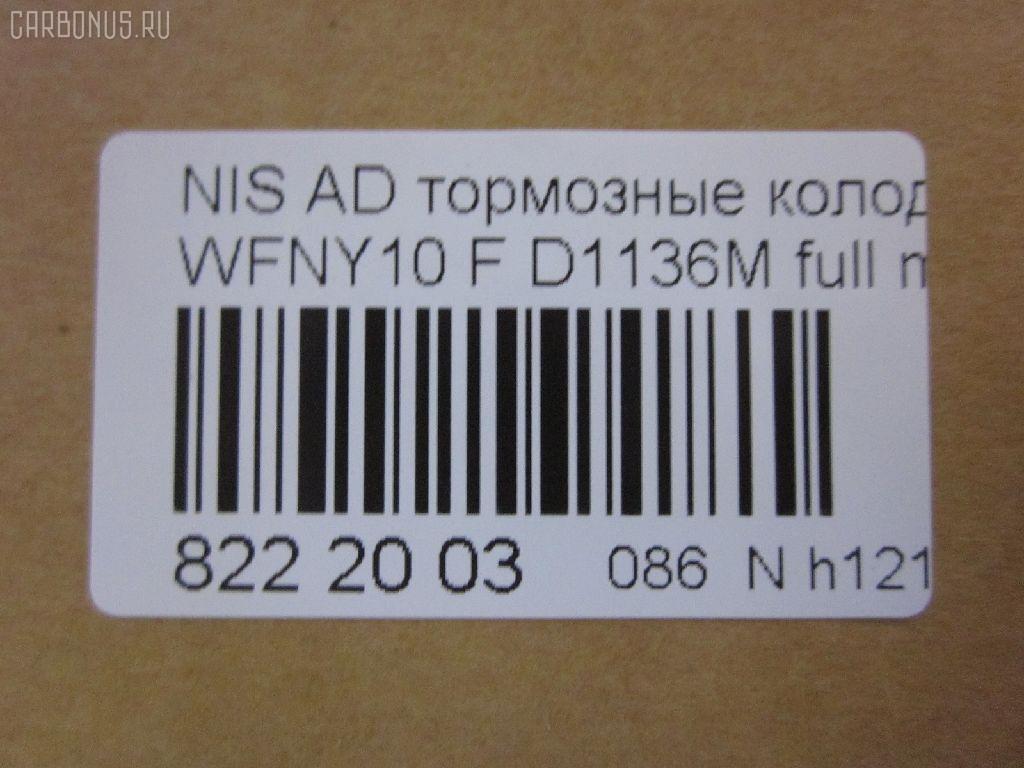 CARBONUS.RU
NIS AD тормозные колод
WFNY10 F D1136M full
822 20 03 086 N h121